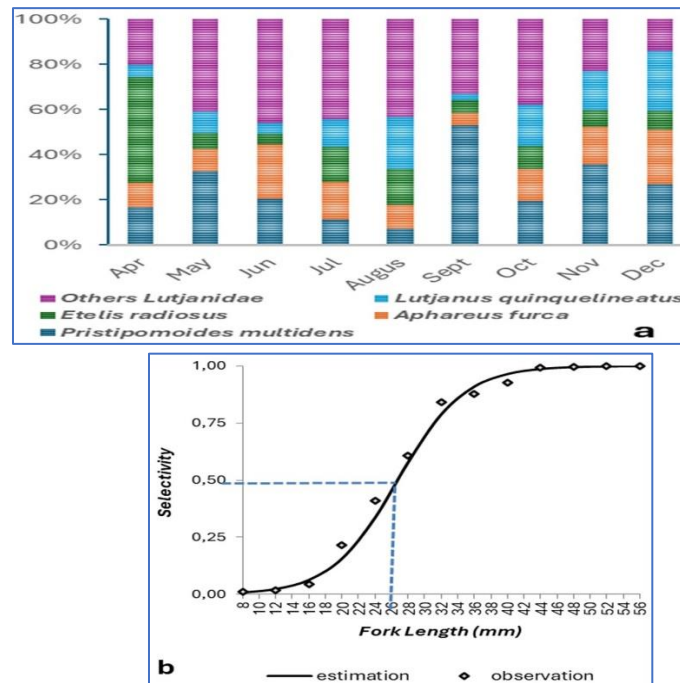 100%
80%
60%
40%
20%
0%
Apr May Jun Jul Augus Sept Oct Nov Dec
Others Lutjanidae Lutjanus quinquelineatus
Etelis radiosus Aphareus furca
Pristipomoides multidens
a
1,00
0,75
0,50
0,25
0,00
Selectivity
8 10 12 14 16 18 20 22 24 26 28 30 32 34 36 38 40 42 44 46 48 50 52 54 56
Fork Length (mm)
b
estimation observation